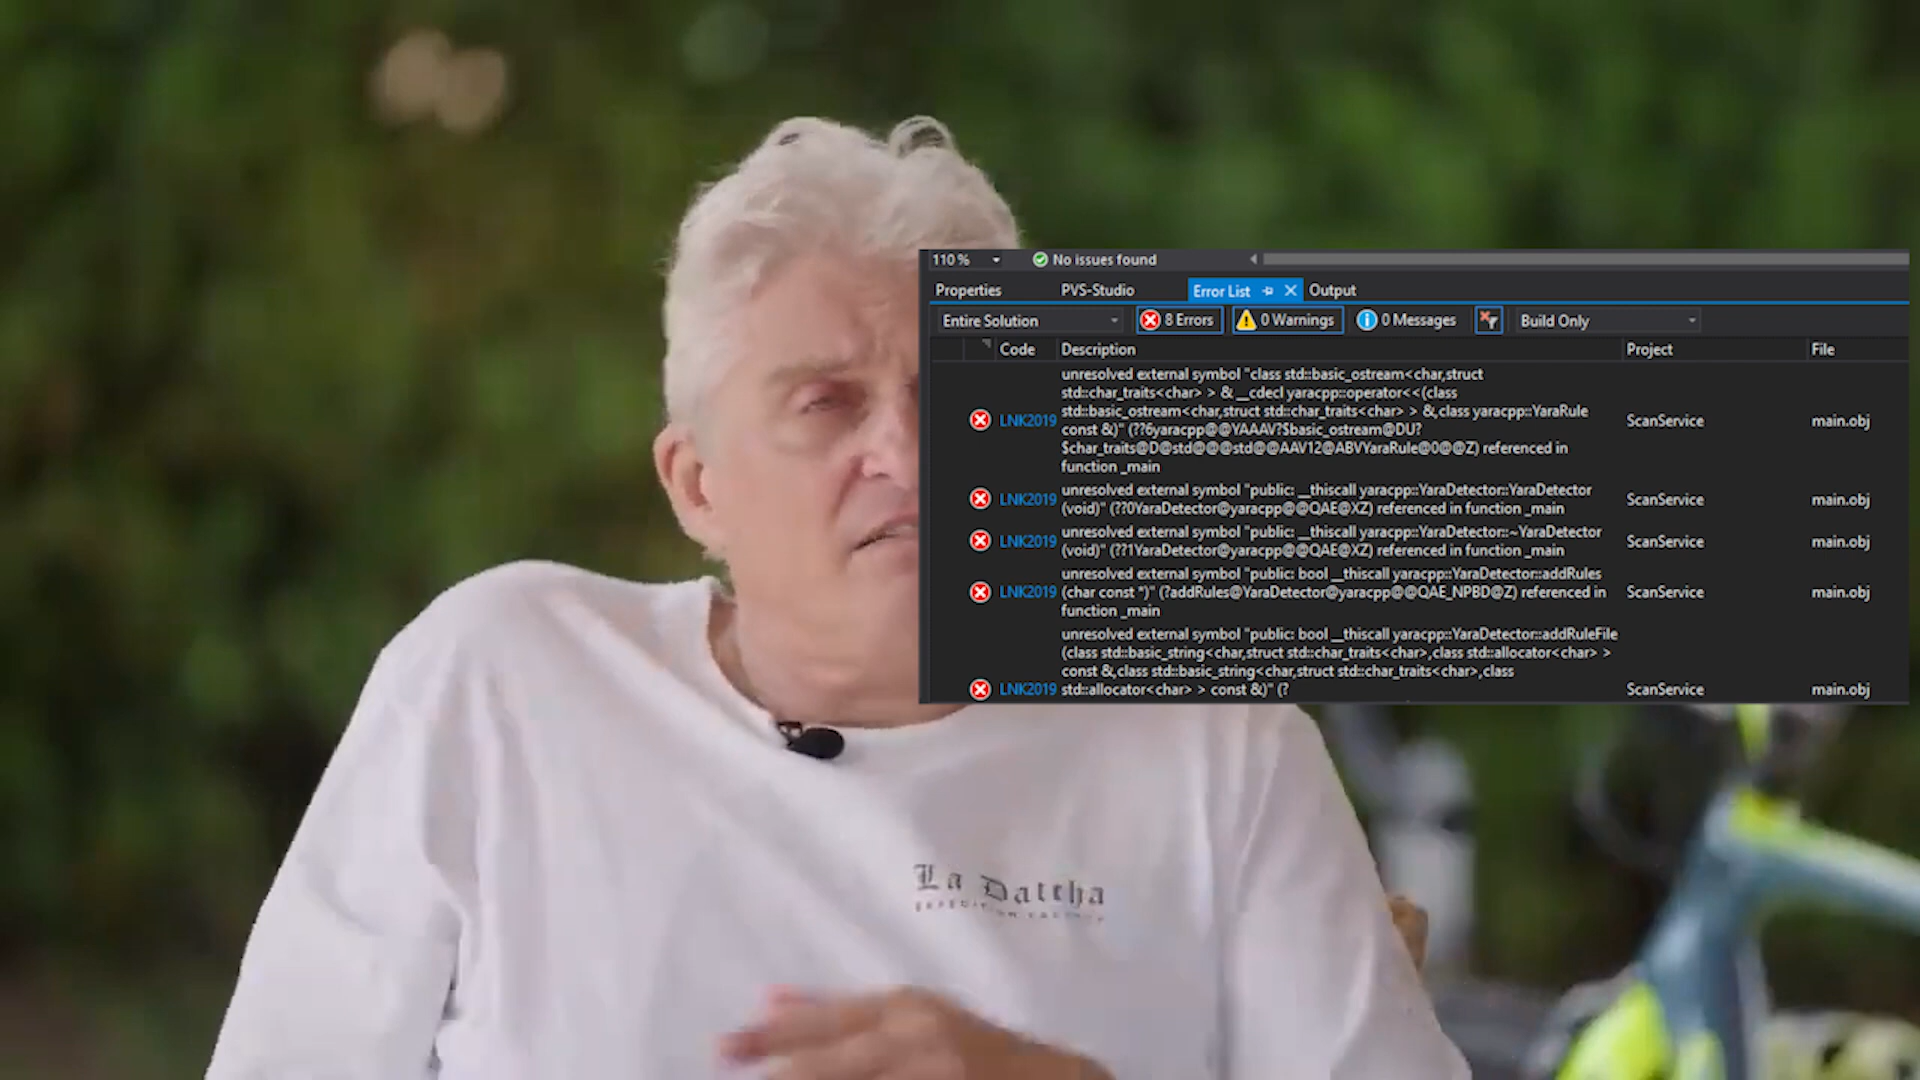 110 %
No issues found
Properties
PVS-Studio
Error List
Output
Entire Solution
8 Errors
0 Warnings
0 Messages
Build Only
Code
Description
Project
File
unresolved external symbol "class std::basic_ostream<char,struct
std::char_traits<char> > & __cdecl yaracpp::operator<<(class
std::basic_ostream<char,struct std::char_traits<char> > &,class yaracpp::YaraRule
const &)" (??6yaracpp@@YAAAV?$basic_ostream@DU?
$char_traits@D@std@@@std@@AAV12@ABVYaraRule@0@@Z) referenced in
function _main
LNK2019
ScanService
main.obj
unresolved external symbol "public: __thiscall yaracpp::YaraDetector::YaraDetector
(void)" (??0YaraDetector@yaracpp@@QAE@XZ) referenced in function _main
LNK2019
ScanService
main.obj
unresolved external symbol "public: __thiscall yaracpp::YaraDetector::~YaraDetector
(void)" (??1YaraDetector@yaracpp@@QAE@XZ) referenced in function _main
LNK2019
ScanService
main.obj
unresolved external symbol "public: bool __thiscall yaracpp::YaraDetector::addRules
(char const *)" (?addRules@YaraDetector@yaracpp@@QAE_NPBD@Z) referenced in
function _main
LNK2019
ScanService
main.obj
unresolved external symbol "public: bool __thiscall yaracpp::YaraDetector::addRuleFile
(class std::basic_string<char,struct std::char_traits<char>,class std::allocator<char> >
const &,class std::basic_string<char,struct std::char_traits<char>,class
std::allocator<char> > const &)" (?
LNK2019
ScanService
main.obj
La Datcha